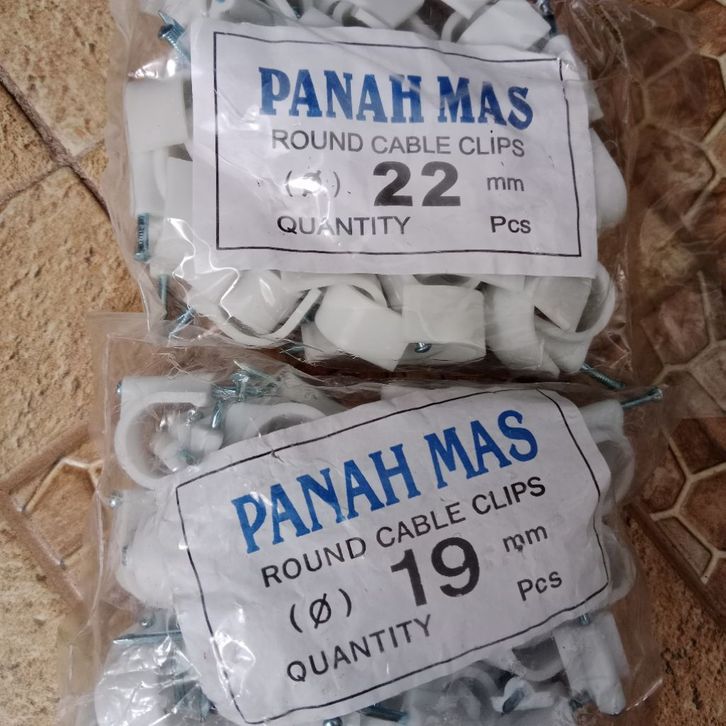 PANAH MAS
ROUND CABLE CLIPS
(Ø) 22 mm
QUANTITY Pcs
PANAH MAS
ROUND CABLE CLIPS
(Ø) 19 mm
QUANTITY Pcs